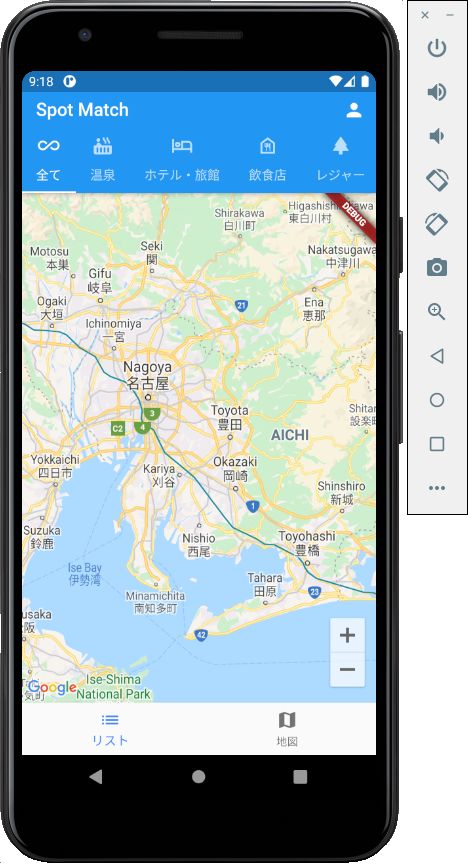 9:18
Spot Match
全て
温泉
ホテル・旅館
飲食店
レジャー
DEBUG
Shirakawa
白川町
東白川村
Motosu
本巣
Seki
関
Nakatsugawa
中津川
Gifu
岐阜
Ogaki
大垣
21
Ena
恵那
Ichinomiya
一宮
Nagoya
名古屋
3
C2
4
Toyota
豊田
AICHI
設楽町
Yokkaichi
四日市
Kariya
刈谷
Okazaki
岡崎
Shinshiro
新城
1
Suzuka
鈴鹿
Nishio
西尾
Toyohashi
豊橋
Ise Bay
伊勢湾
Tahara
田原
23
Minamichita
南知多町
usaka
阪
42
Ise-Shima
National Park
Google
リスト
地図